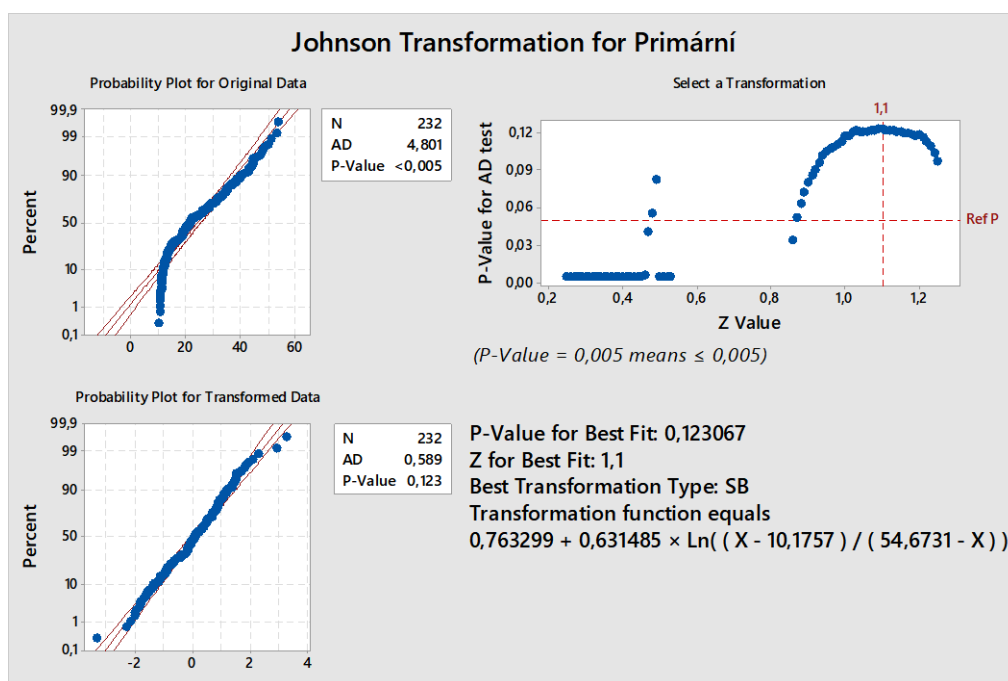 Johnson Transformation for Primární
Probability Plot for Original Data
Percent
99,9
99
90
50
10
1
0,1
0
20
40
60
N 232
AD 4,801
P-Value <0,005
Select a Transformation
1,1
P-Value for AD test
0,12
0,09
0,06
0,03
0,00
Ref P
0,2
0,4
0,6
0,8
1,0
1,2
Z Value
(P-Value = 0,005 means ≤ 0,005)
Probability Plot for Transformed Data
Percent
99,9
99
90
50
10
1
0,1
-2
0
2
4
N 232
AD 0,589
P-Value 0,123
P-Value for Best Fit: 0,123067
Z for Best Fit: 1,1
Best Transformation Type: SB
Transformation function equals
0,763299 + 0,631485 × Ln( ( X - 10,1757 ) / ( 54,6731 - X ) )